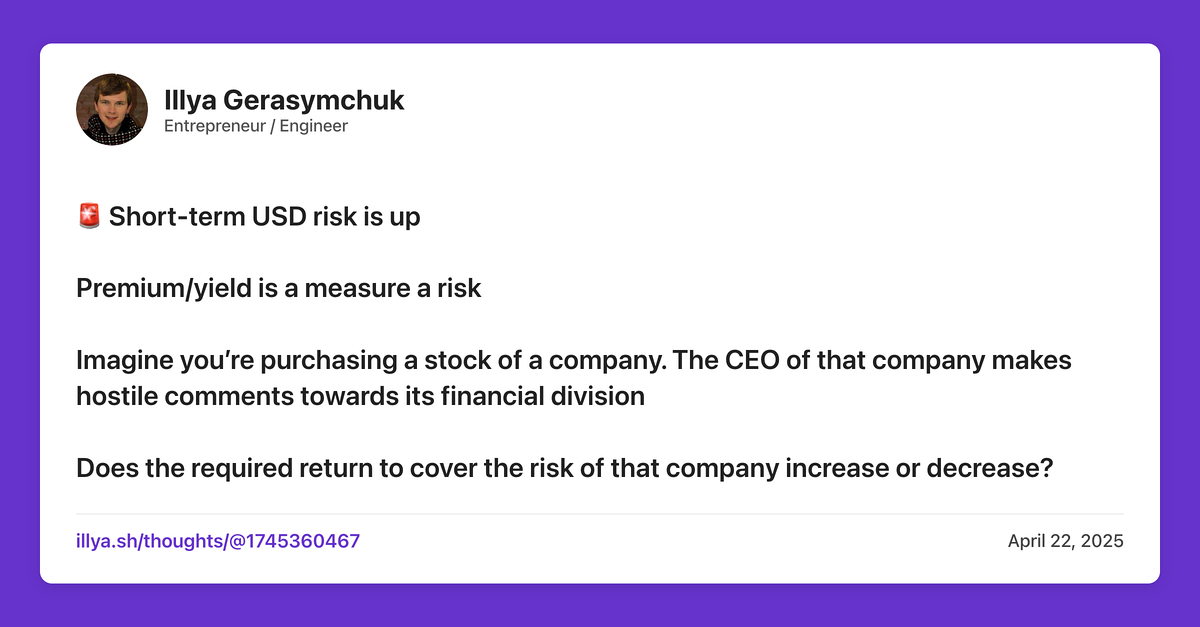 Illya Gerasymchuk
Entrepreneur / Engineer
🚨 Short-term USD risk is up
Premium/yield is a measure a risk
Imagine you’re purchasing a stock of a company. The CEO of that company makes
hostile comments towards its financial division
Does the required return to cover the risk of that company increase or decrease?
illya.sh/thoughts/@1745360467
April 22, 2025